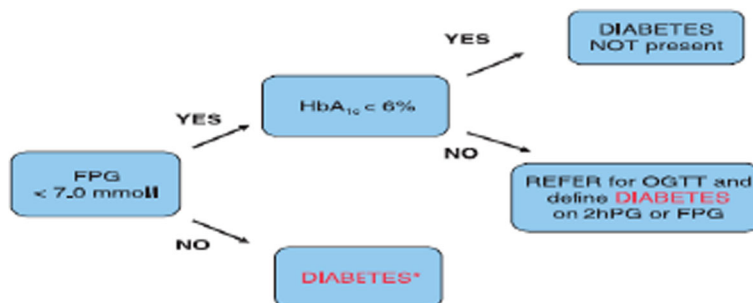 DIABETES
NOT present
YES
HbA1c < 6%
YES
NO
FPG
< 7.0 mmol/l
REFER for OGTT and
define DIABETES
on 2hPG or FPG
NO
DIABETES*